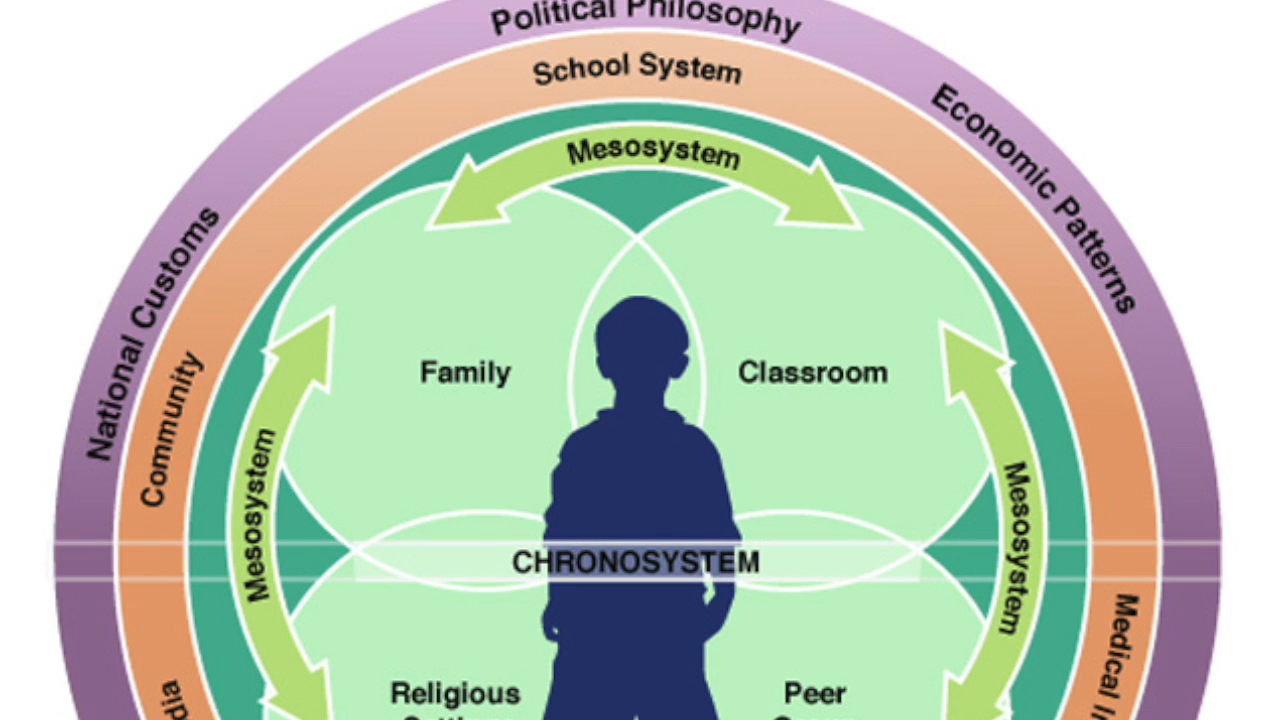 Political Philosophy
School System
Economic Patterns
Mesosystem
National Customs
Community
Family
Classroom
Mesosystem
Mesosystem
CHRONOSYSTEM
Medical
Religious
Peer